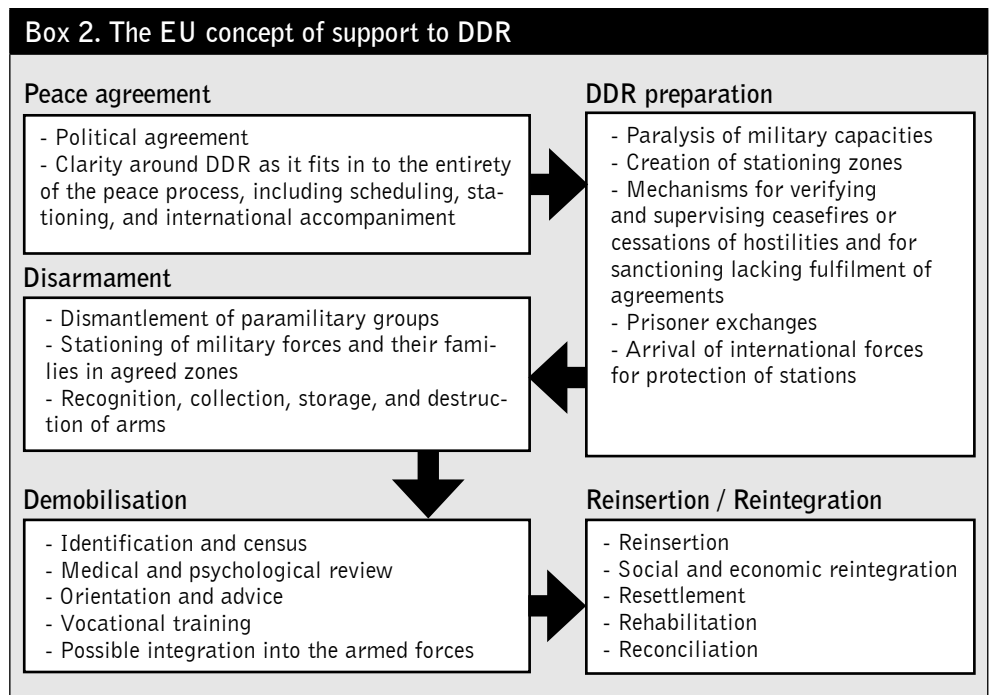 Box 2. The EU concept of support to DDR
Peace agreement
- Political agreement
- Clarity around DDR as it fits in to the entirety
of the peace process, including scheduling, sta-
tioning, and international accompaniment
DDR preparation
- Paralysis of military capacities
- Creation of stationing zones
- Mechanisms for verifying
and supervising ceasefires or
cessations of hostilities and for
sanctioning lacking fulfilment of
agreements
- Prisoner exchanges
- Arrival of international forces
for protection of stations
Disarmament
- Dismantlement of paramilitary groups
- Stationing of military forces and their fami-
lies in agreed zones
- Recognition, collection, storage, and destruc-
tion of arms
Demobilisation
- Identification and census
- Medical and psychological review
- Orientation and advice
- Vocational training
- Possible integration into the armed forces
Reinsertion / Reintegration
- Reinsertion
- Social and economic reintegration
- Resettlement
- Rehabilitation
- Reconciliation